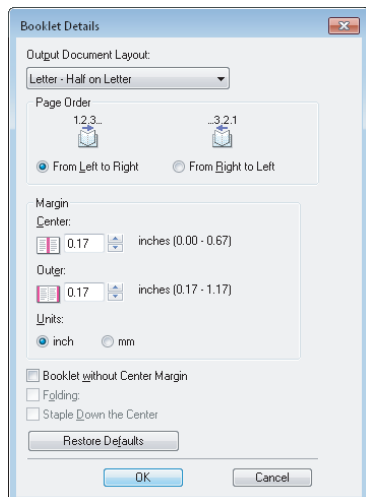 Booklet Details
Output Document Layout:
Letter - Half on Letter
Page Order
1.2.3... ...3.2.1
From Left to Right From Right to Left
Margin
Center:
0.17 inches (0.00 - 0.67)
Outer:
0.17 inches (0.17 - 1.17)
Units:
inch mm
Booklet without Center Margin
Folding:
Staple Down the Center
Restore Defaults
OK Cancel